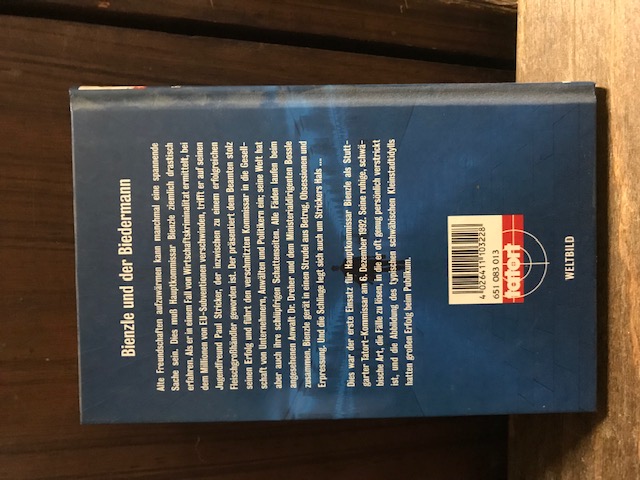 Bienzle und der Biedermann
Alte Freundschaften aufzuwärmen kann manchmal eine spannende
Sache sein. Dies muß Hauptkommissar Bienzle ziemlich drastisch
erfahren. Als er in einem Fall von Wirtschaftskriminalität ermittelt, bei
dem Millionen von EU-Subventionen verschwinden, trifft er auf seinen
Jugendfreund Paul Stricker, der inzwischen zu einem erfolgreichen
Fleischgroßhändler geworden ist. Der präsentiert dem Beamten stolz
seinen Erfolg und führt den verschmitzten Kommissar in die Gesell-
schaft von Unternehmern, Anwälten und Politikern ein; seine Welt hat
aber auch ihre schlüpfrigen Schattenseiten. Alle Fäden laufen beim
angesehenen Anwalt Dr. Dreher und dem Ministerialdirigenten Bossle
zusammen. Bienzle gerät in einen Strudel aus Betrug, Obsessionen und
Erpressung. Und die Schlinge legt sich auch um Strickers Hals ...
Dies war der erste Einsatz für Hauptkommissar Bienzle als Stutt-
garter Tatort-Kommissar am 6. Dezember 1992. Seine ruhige, schwä-
bische Art, die Fälle zu lösen, in die er oft genug persönlich verstrickt
ist, und die Abbildung des typischen schwäbischen Kleinstadtidylls
hatten großen Erfolg beim Publikum.
4 026411 103228
651 083 013
tatort
WELTBILD